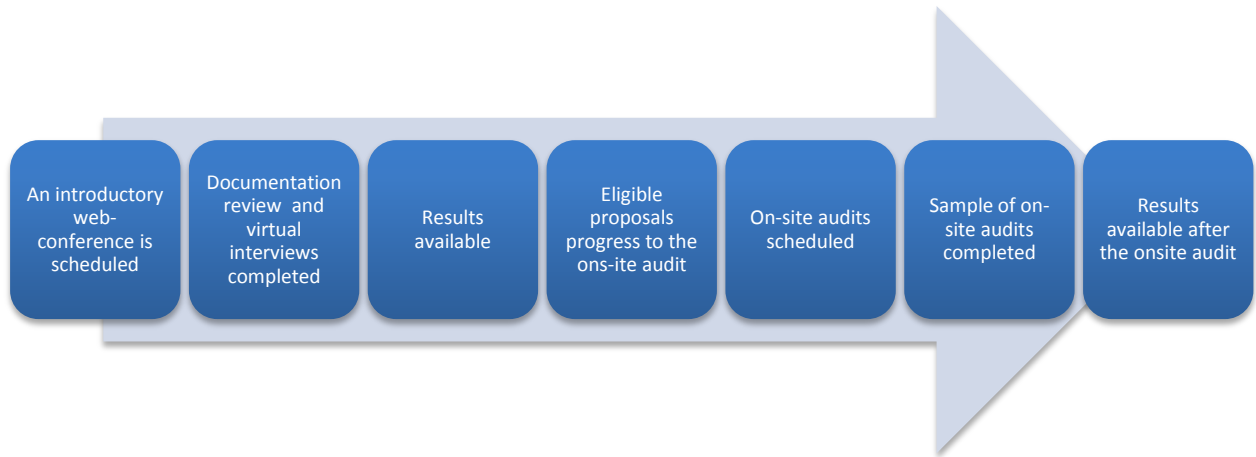 An introductory
web-
conference is
scheduled
Documentation
review and
virtual
interviews
completed
Results
available
Eligible
proposals
progress to the
ons-ite audit
On-site audits
scheduled
Sample of on-
site audits
completed
Results
available after
the onsite audit